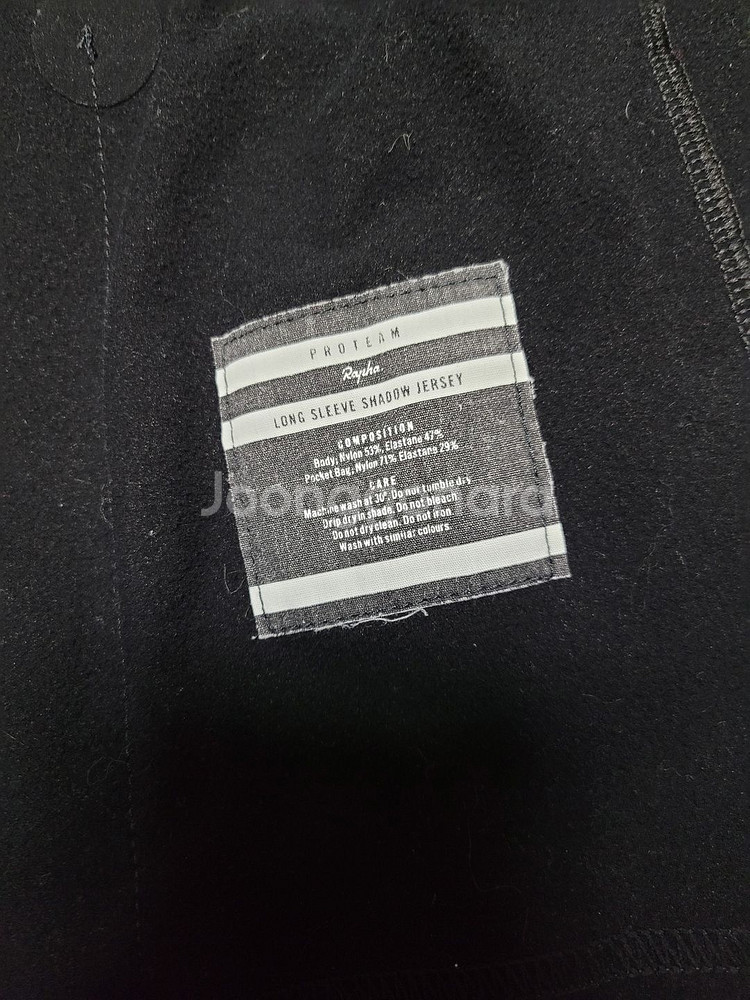 PROTEAM
Rapha
LONG SLEEVE SHADOW JERSEY
COMPOSITION
Body; Nylon 53%, Elastane 47%
Pocket Bag; Nylon 71% Elastane 29%
CARE
Machine wash at 30°. Do not tumble dry
Drip dry in shade. Do not bleach
Do not dry clean. Do not iron.
Wash with similar colours.